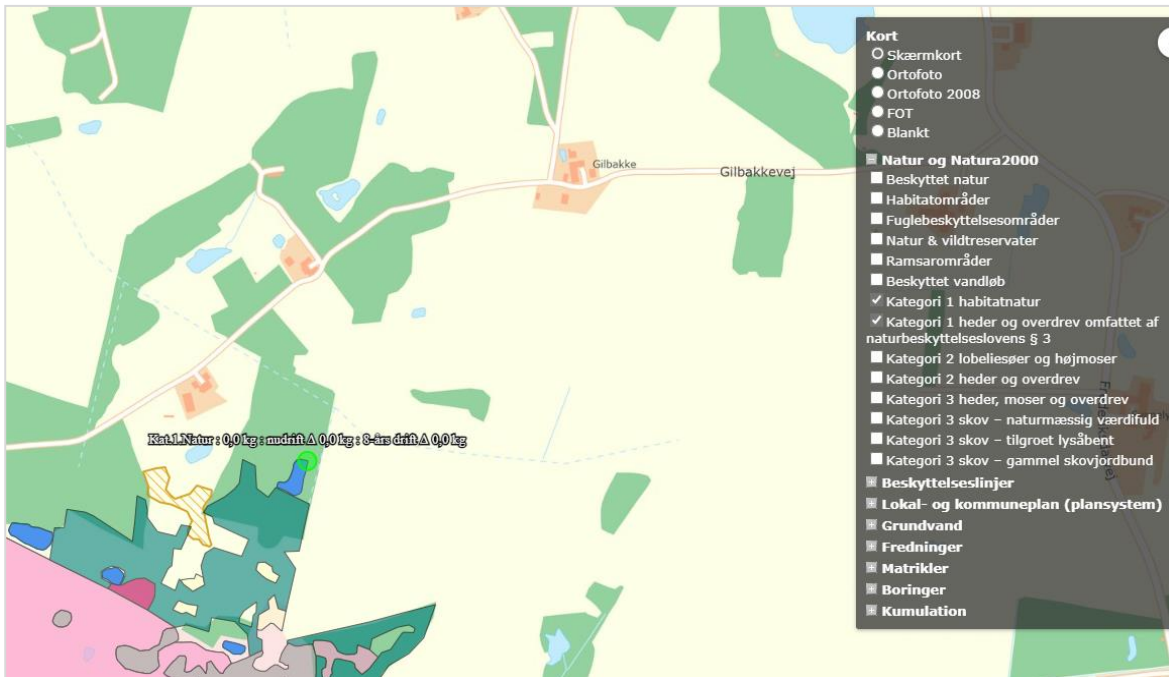 Kort
Skærmkort
Ortofoto
Ortofoto 2008
FOT
Blankt
Natur og Natura2000
Beskyttet natur
Habitatområder
Fuglebeskyttelsesområder
Natur & vildtreservater
Ramsarområder
Beskyttet vandløb
Kategori 1 habitatnatur
Kategori 1 heder og overdrev omfattet af
naturbeskyttelseslovens § 3
Kategori 2 lobeliesøer og højmoser
Kategori 2 heder og overdrev
Kategori 3 heder, moser og overdrev
Kategori 3 skov – naturmæssig værdifuld
Kategori 3 skov – tilgroet lysåbent
Kategori 3 skov – gammel skovjordbund
Beskyttelseslinjer
Lokal- og kommuneplan (plansystem)
Grundvand
Fredninger
Matrikler
Boringer
Kumulation
Gilbakke
Gilbakkevej
Kat.1.Natur : 0,0 kg : nudrift Δ 0,0 kg : 8-års drift Δ 0,0 kg